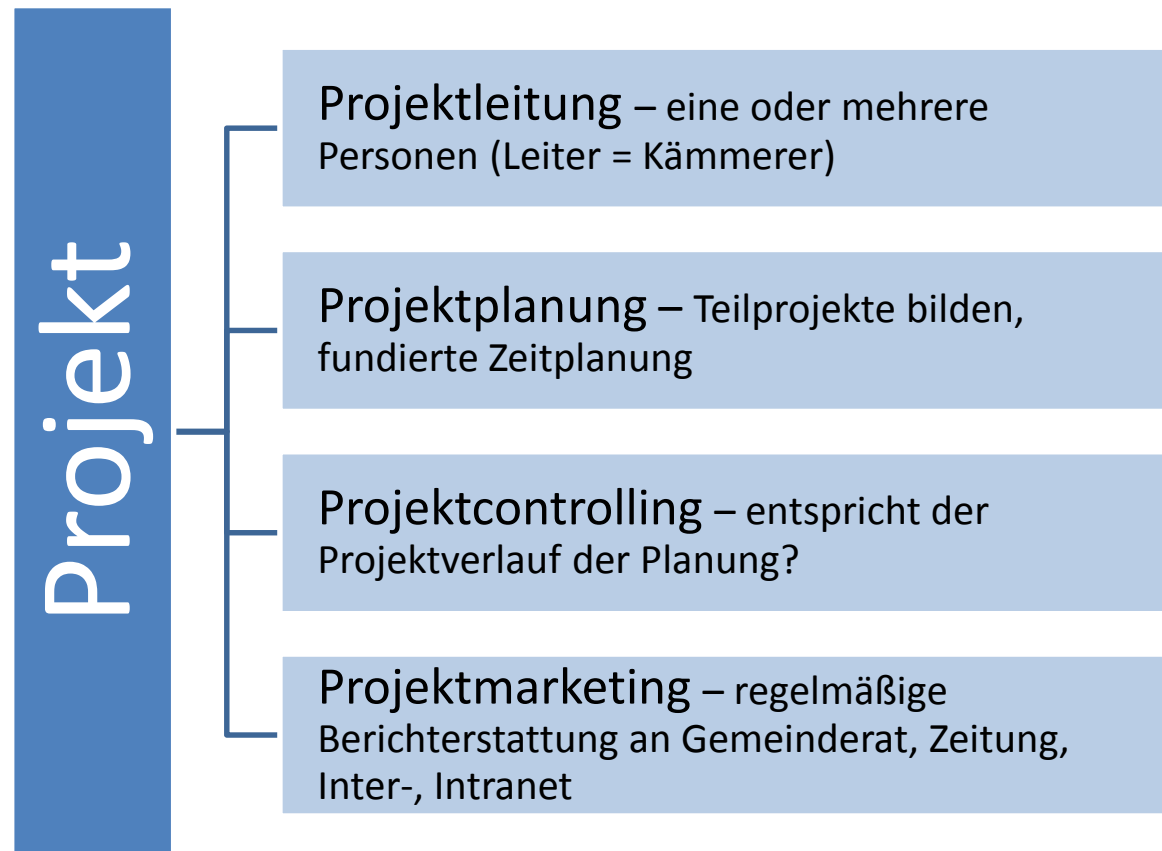 Projekt
Projektleitung – eine oder mehrere
Personen (Leiter = Kämmerer)
Projektplanung – Teilprojekte bilden,
fundierte Zeitplanung
Projektcontrolling – entspricht der
Projektverlauf der Planung?
Projektmarketing – regelmäßige
Berichterstattung an Gemeinderat, Zeitung,
Inter-, Intranet